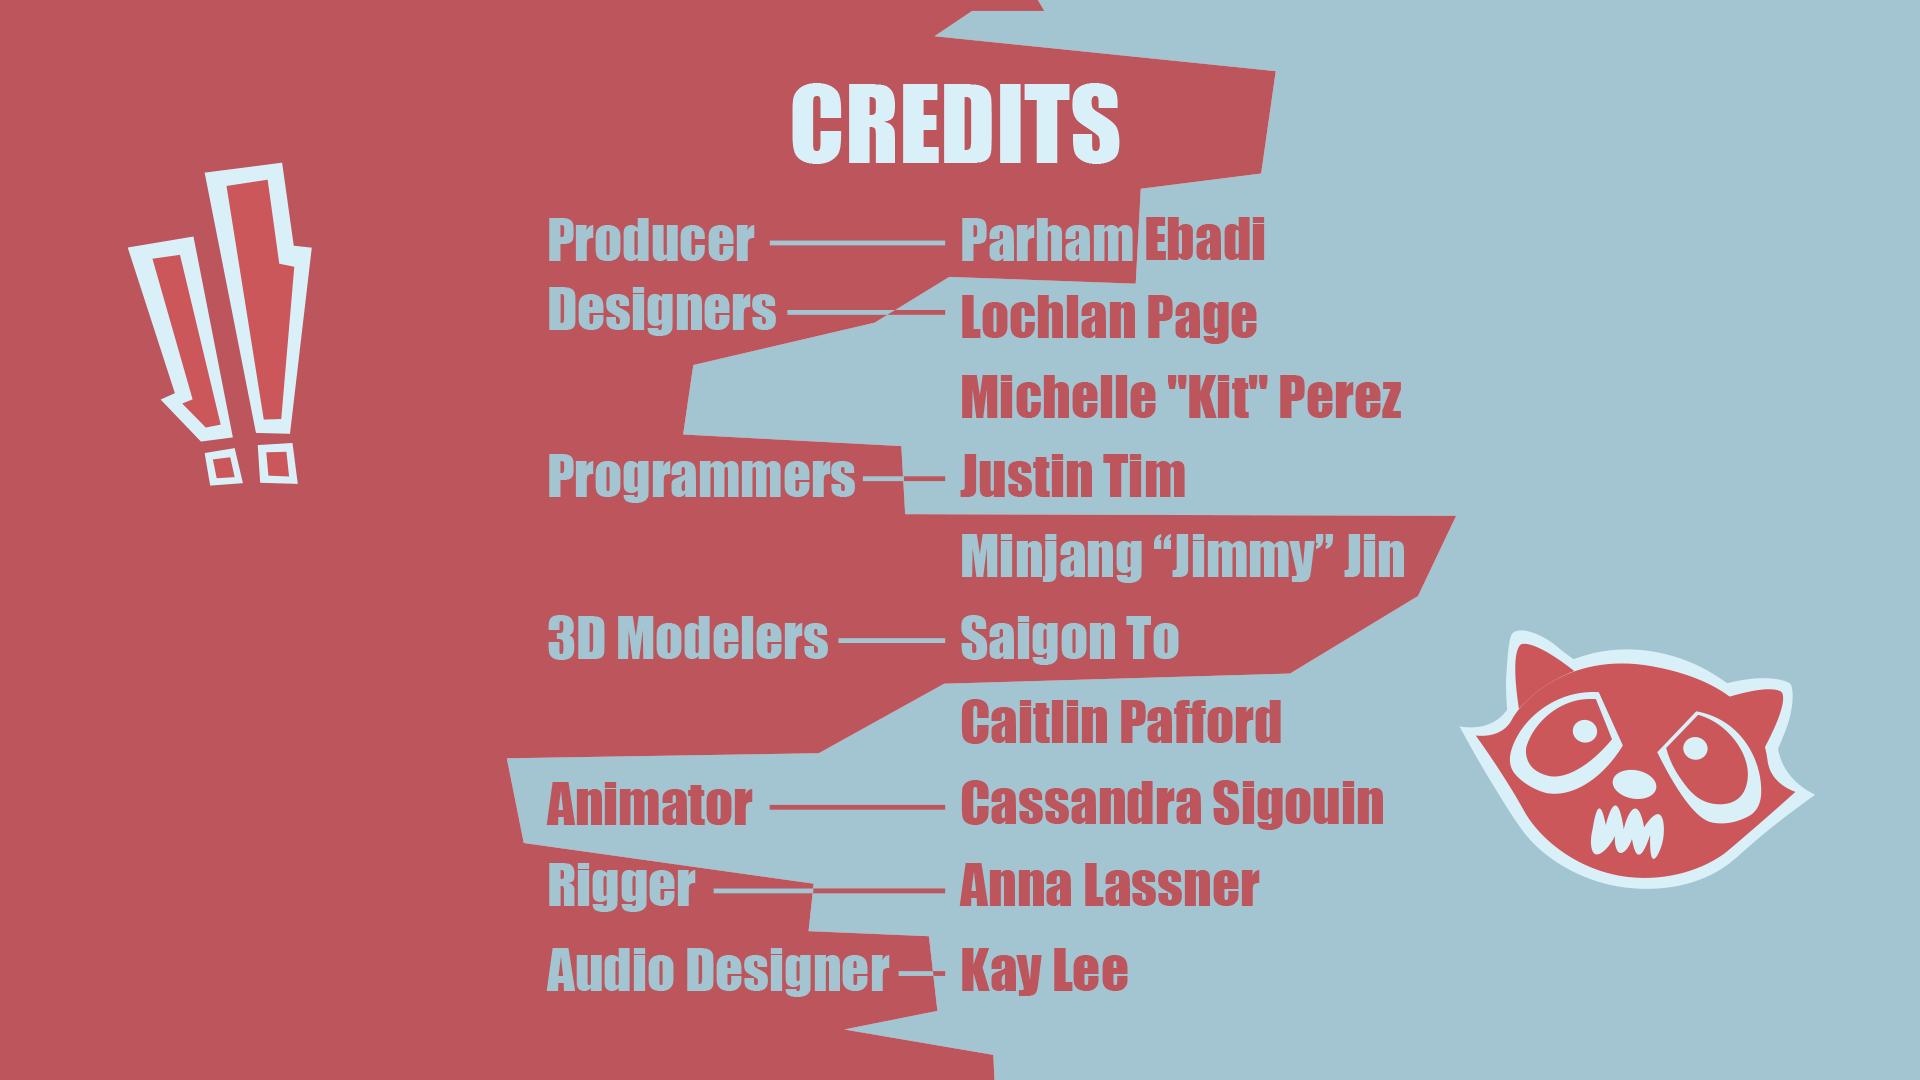 CREDITS
Producer Parham Ebadi
Designers Lochlan Page
Michelle "Kit" Perez
Programmers Justin Tim
Minjang “Jimmy” Jin
3D Modelers Saigon To
Caitlin Pafford
Animator Cassandra Sigouin
Rigger Anna Lassner
Audio Designer Kay Lee